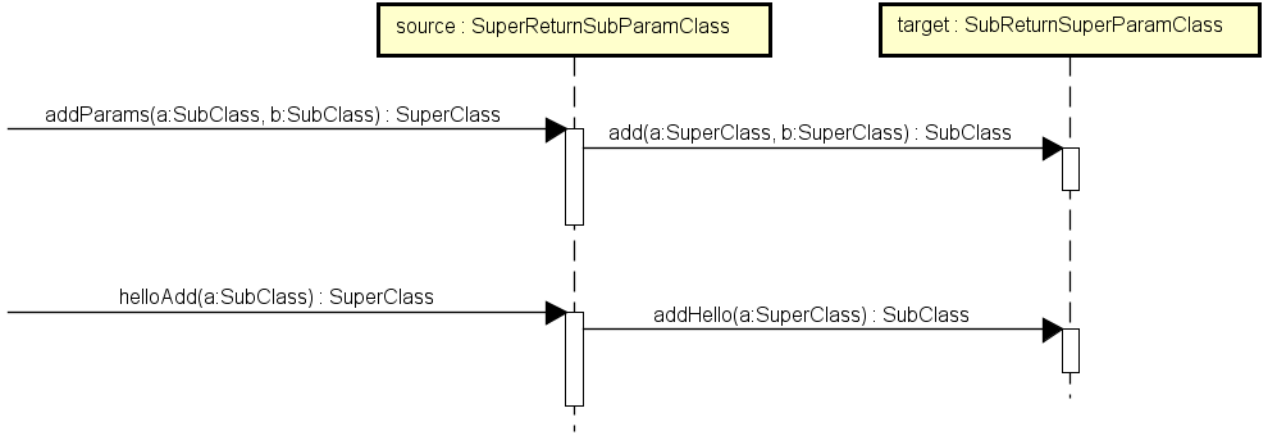 source : SuperReturnSubParamClass
target : SubReturnSuperParamClass
addParams(a:SubClass, b:SubClass) : SuperClass
add(a:SuperClass, b:SuperClass) : SubClass
helloAdd(a:SubClass) : SuperClass
addHello(a:SuperClass) : SubClass